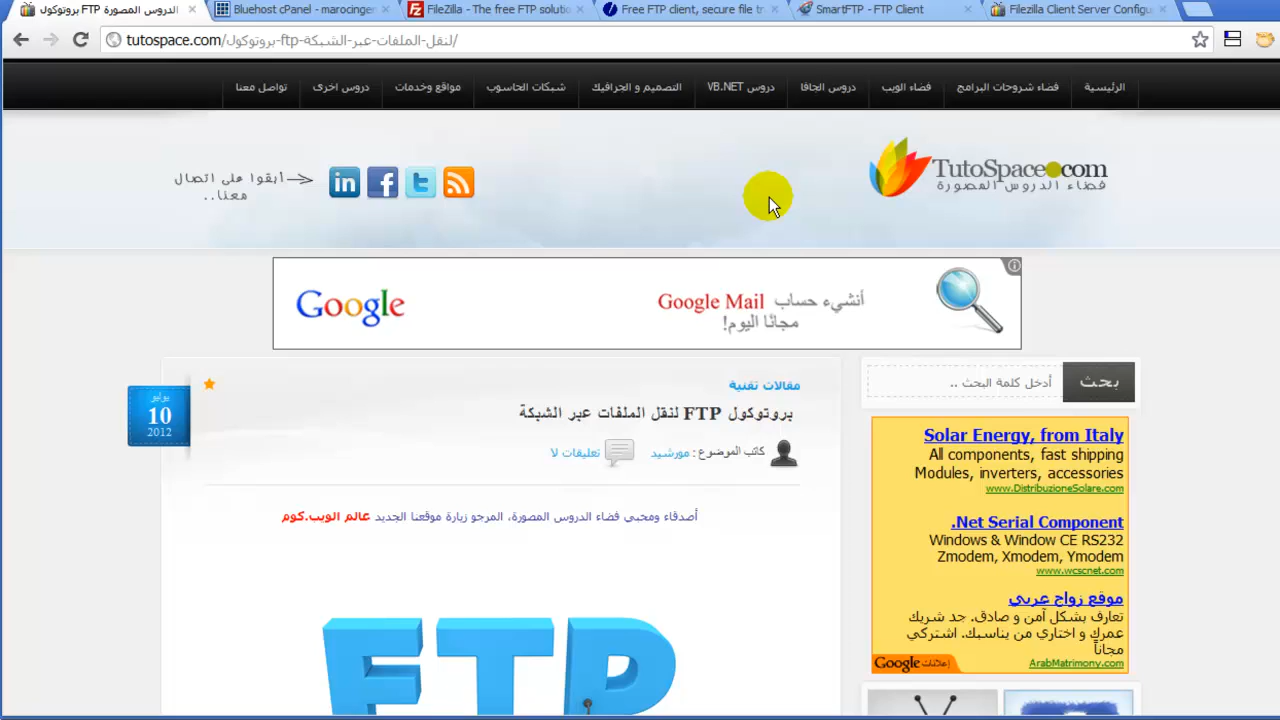 بروتوكول FTP الدروس المصورة
Bluehost cPanel - marocinger
FileZilla - The free FTP soluti
Free FTP client, secure file tr
SmartFTP - FTP Client
Filezilla Client Server Configu
tutospace.com/بروتوكول-ftp-لنقل-الملفات-عبر-الشبكة/
الرئيسية
فضاء شروحات البرامج
فضاء الويب
دروس الجافا
دروس VB.NET
التصميم و الجرافيك
شبكات الحاسوب
مواقع وخدمات
دروس اخرى
تواصل معنا
TutoSpace.com
فضاء الدروس المصورة
أبقوا على اتصال
معنا..
Google
أنشيء حساب Google Mail
مجانًا اليوم!
بحث
أدخل كلمة البحث ..
مقالات تقنية
بروتوكول FTP لنقل الملفات عبر الشبكة
يوليو
10
2012
كاتب الموضوع : مورشيد
تعليقات لا
أصدقاء ومحبي فضاء الدروس المصورة، المرجو زيارة موقعنا الجديد عالم الويب.كوم
FTP
Solar Energy, from Italy
All components, fast shipping
Modules, inverters, accessories
www.DistribuzioneSolare.com
.Net Serial Component
Windows & Window CE RS232
Zmodem, Xmodem, Ymodem
www.wcscnet.com
موقع زواج عربي
تعارف بشكل آمن و صادق. جد شريك
عمرك و اختاري من يناسبك. اشتركي
مجاناً
ArabMatrimony.com
إعلانات Google